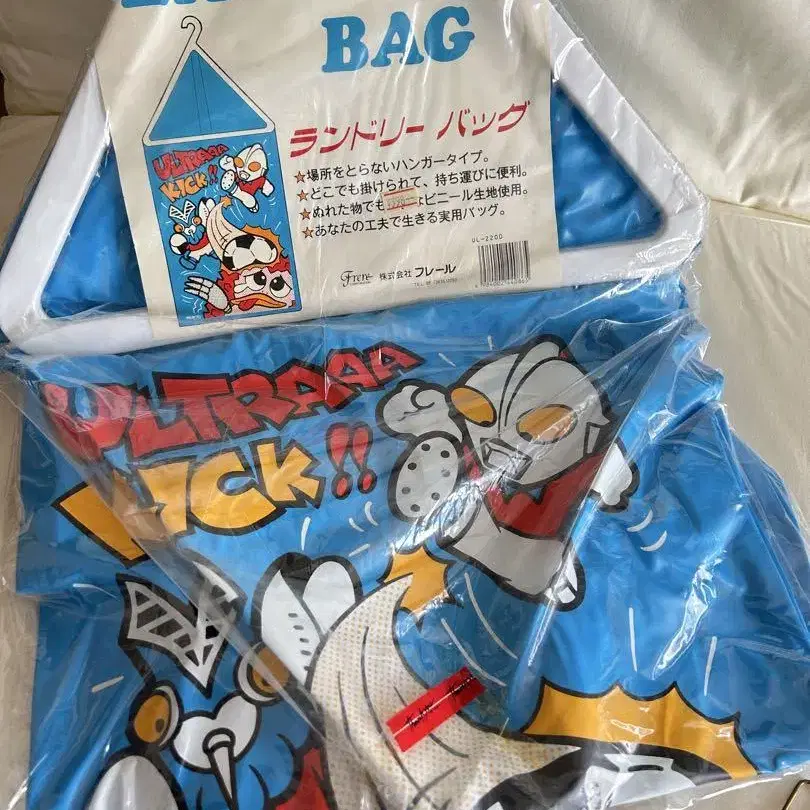 BAG
ランドリー バッグ
ULTRAAA
KICK!!
★場所をとらないハンガータイプ。
★どこでも掛けられて、持ち運びに便利。
★ぬれた物でも
ビニール生地使用。
★あなたの工夫で生きる実用バッグ。
UL-2200
Frere 株式会社 フレール
ULTRAAA
KICK!!